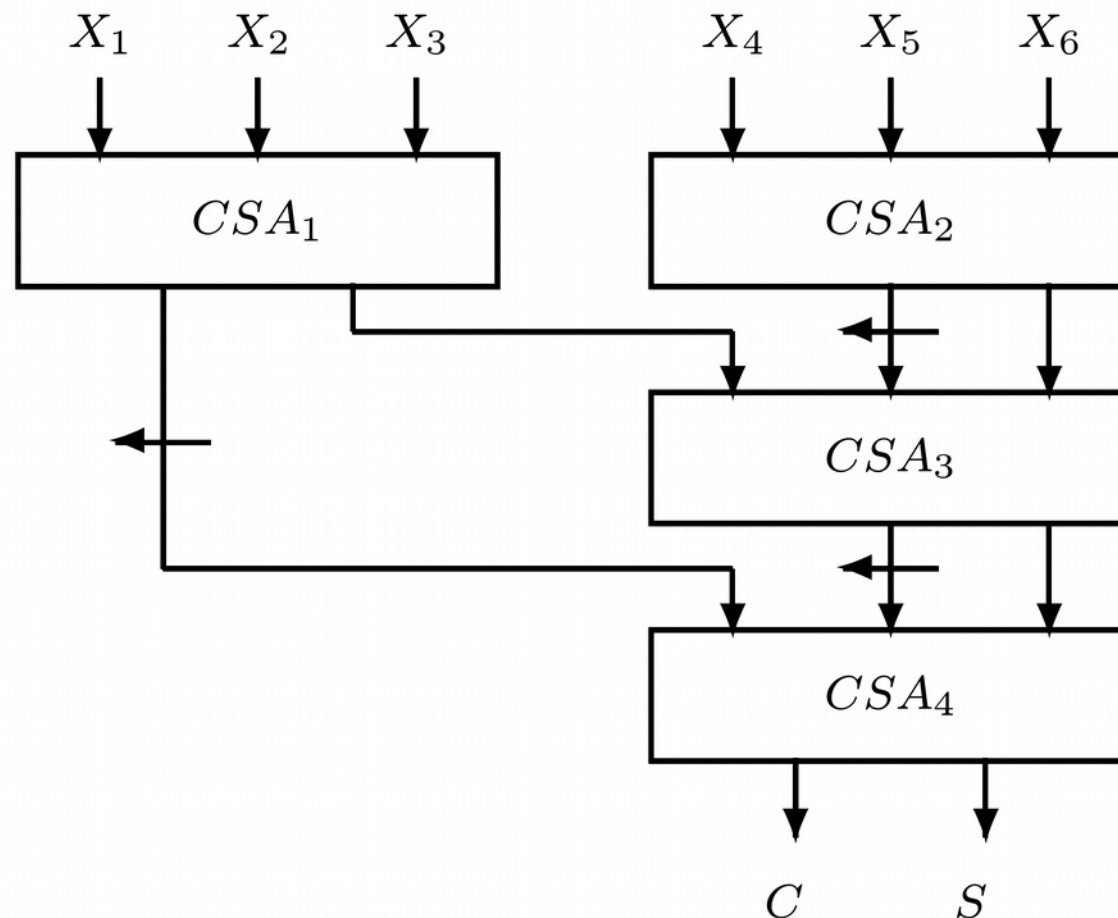 X₁ X₂ X₃ X₄ X₅ X₆
CSA₁ CSA₂
CSA₃
CSA₄
C S